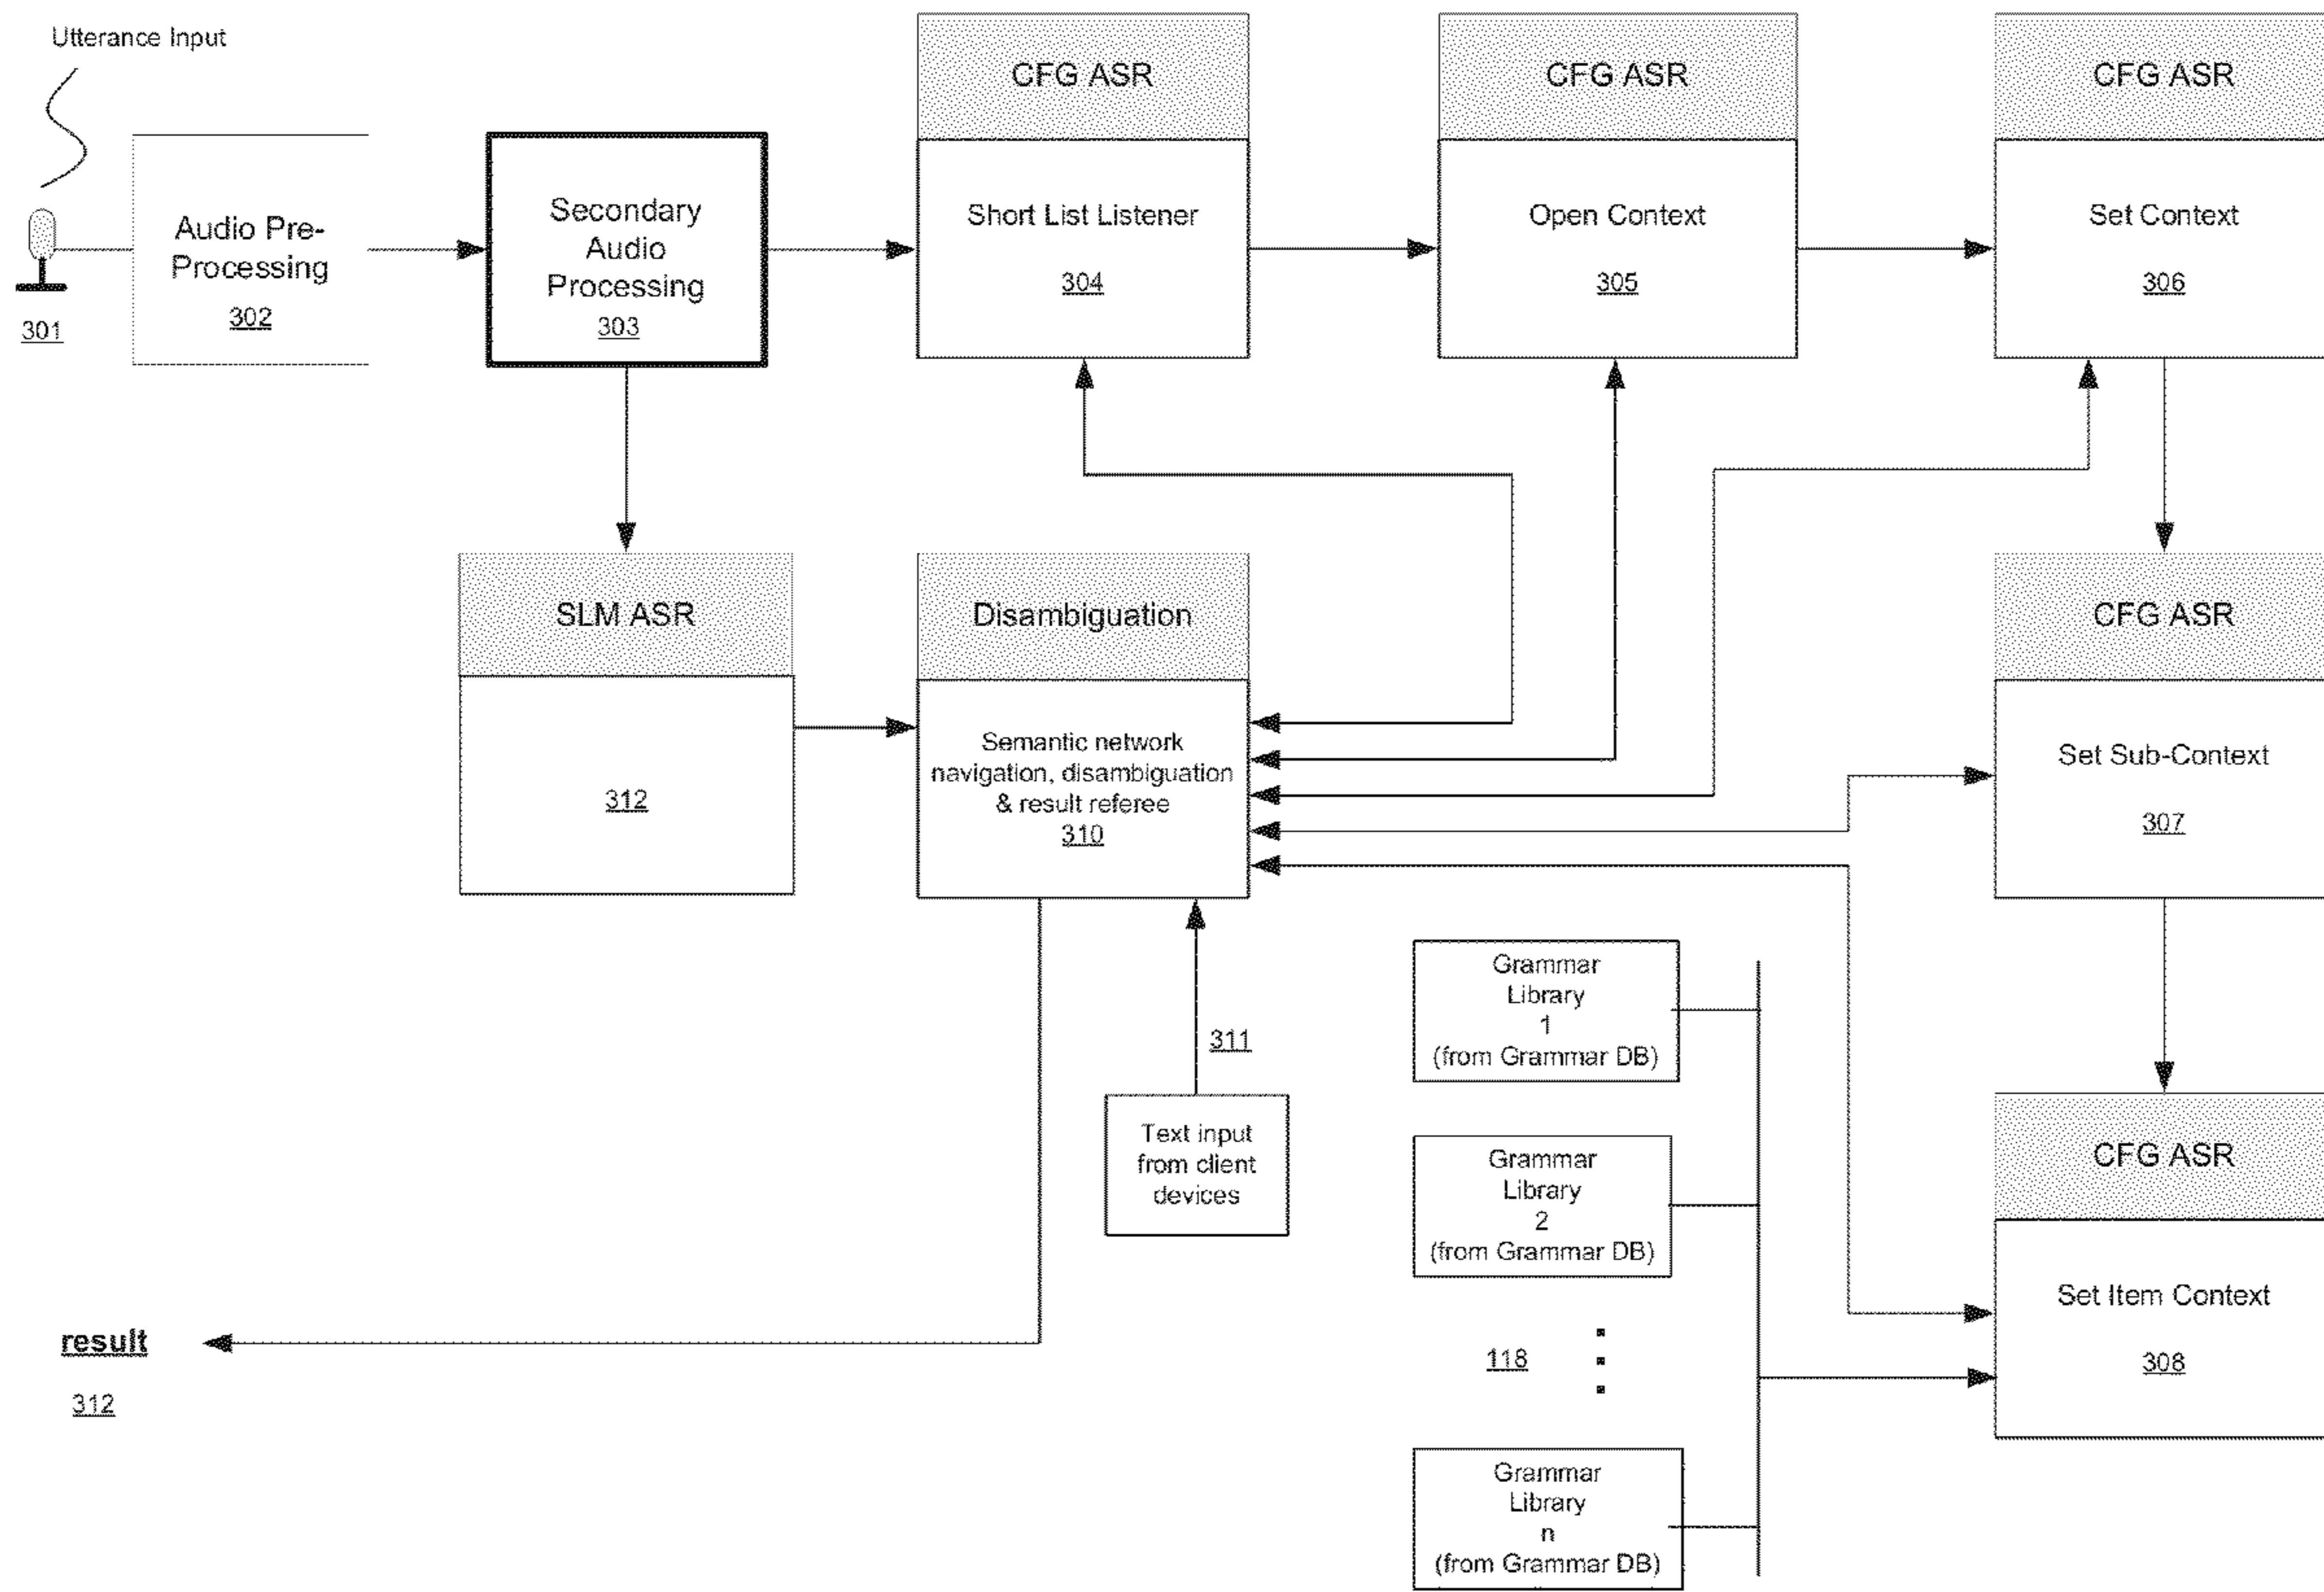 Utterance Input
301
Audio Pre-
Processing
302
Secondary
Audio
Processing
303
CFG ASR
Short List Listener
304
CFG ASR
Open Context
305
CFG ASR
Set Context
306
SLM ASR
312
Disambiguation
Semantic network
navigation, disambiguation
& result referee
310
CFG ASR
Set Sub-Context
307
311
Text input
from client
devices
Grammar
Library
1
(from Grammar DB)
Grammar
Library
2
(from Grammar DB)
118
Grammar
Library
n
(from Grammar DB)
CFG ASR
Set Item Context
308
result
312